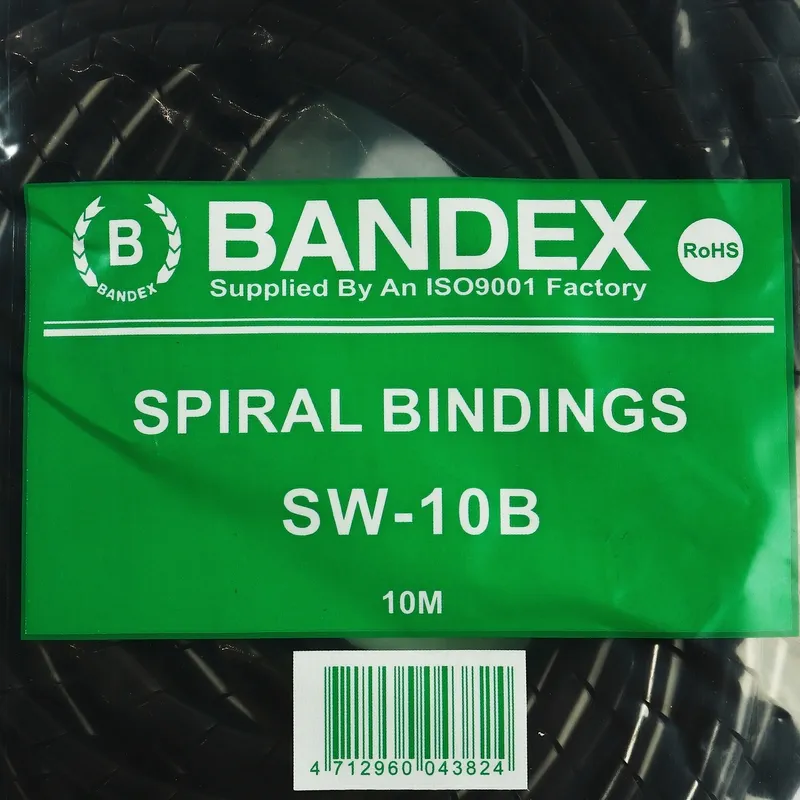 B
BANDEX
BANDEX
RoHS
Supplied By An ISO9001 Factory
SPIRAL BINDINGS
SW-10B
10M
4 712960 043824